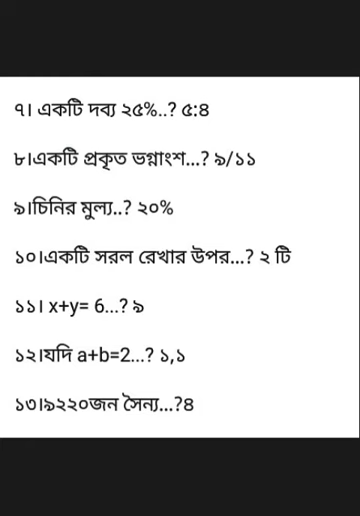 ৭। একটি দব্য ২৫%..? ৫:৪
৮।একটি প্রকৃত ভগ্নাংশ...? ৯/১১
৯।চিনির মুল্য..? ২০%
১০।একটি সরল রেখার উপর...? ২ টি
১১। x+y= 6...? ৯
১২।যদি a+b=2...? ১,১
১৩।৯২২০জন সৈন্য...?4